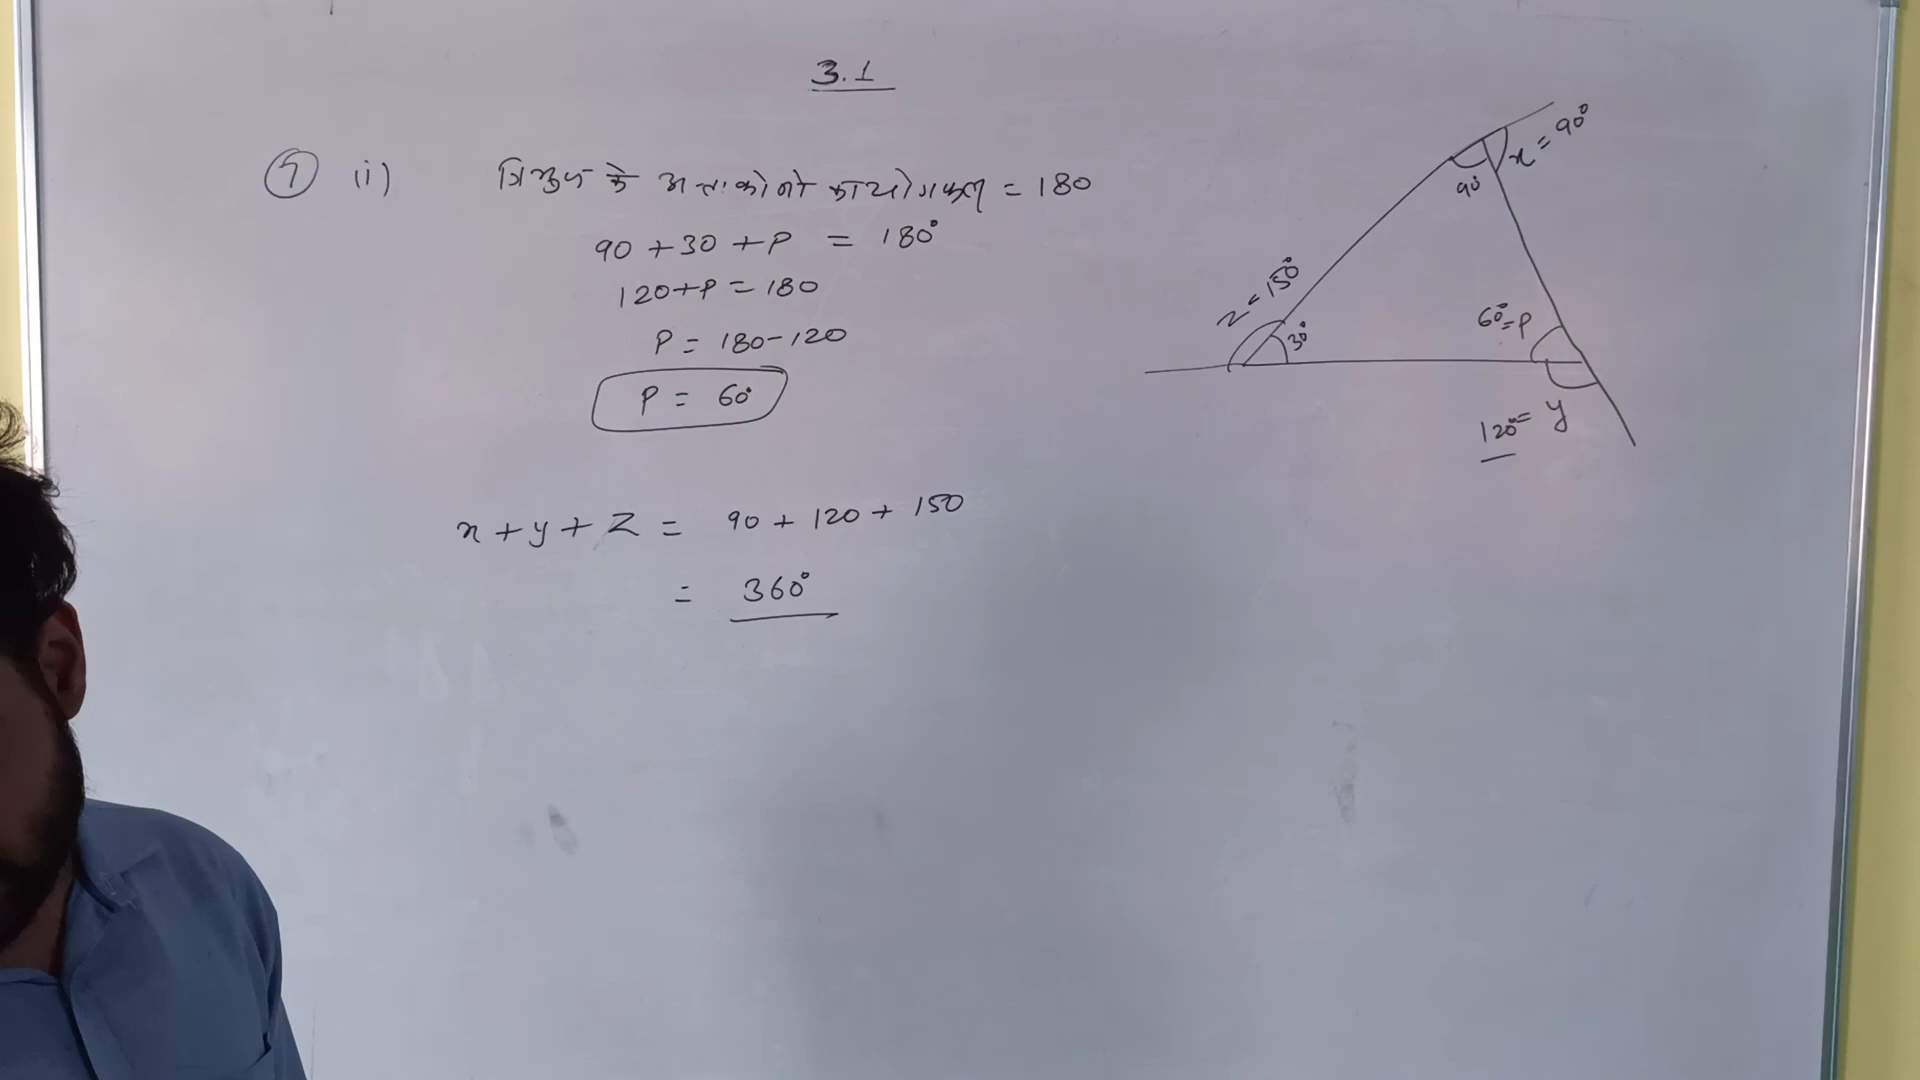 3.1
7 (i) त्रिभुज के अन्तः कोनो का योगफल = 180
90 + 30 + P = 180°
120 + P = 180
P = 180 - 120
P = 60°
x + y + z = 90 + 120 + 150
= 360°
x = 90°
90°
z = 150°
30°
60° = P
120° = y